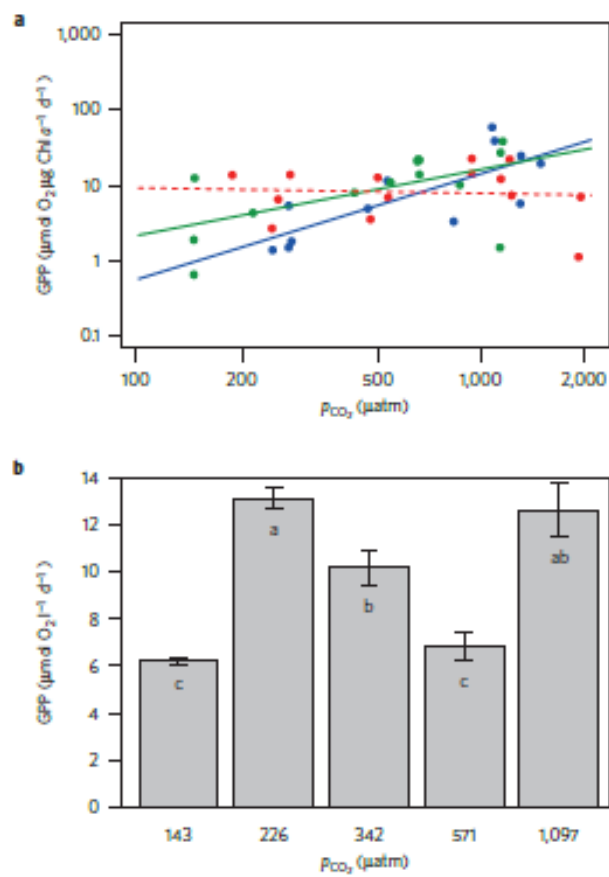 a
1,000
100
10
1
0.1
GPP (µmol O₂ µg Chl a⁻¹ d⁻¹)
100 200 500 1,000 2,000
pCO₂ (µatm)
b
14
12
10
8
6
4
2
0
GPP (µmol O₂ l⁻¹ d⁻¹)
c a b c ab
143 226 342 571 1,097
pCO₂ (µatm)